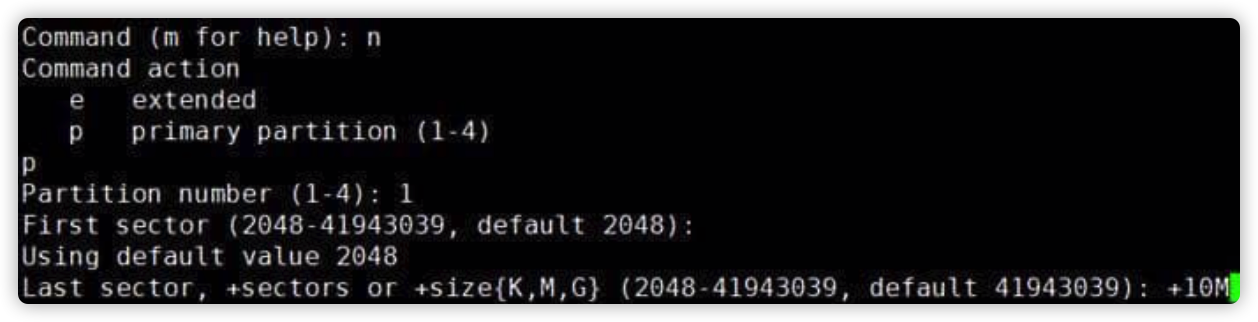 Command (m for help): n
Command action
   e   extended
   p   primary partition (1-4)
p
Partition number (1-4): 1
First sector (2048-41943039, default 2048):
Using default value 2048
Last sector, +sectors or +size{K,M,G} (2048-41943039, default 41943039): +10M